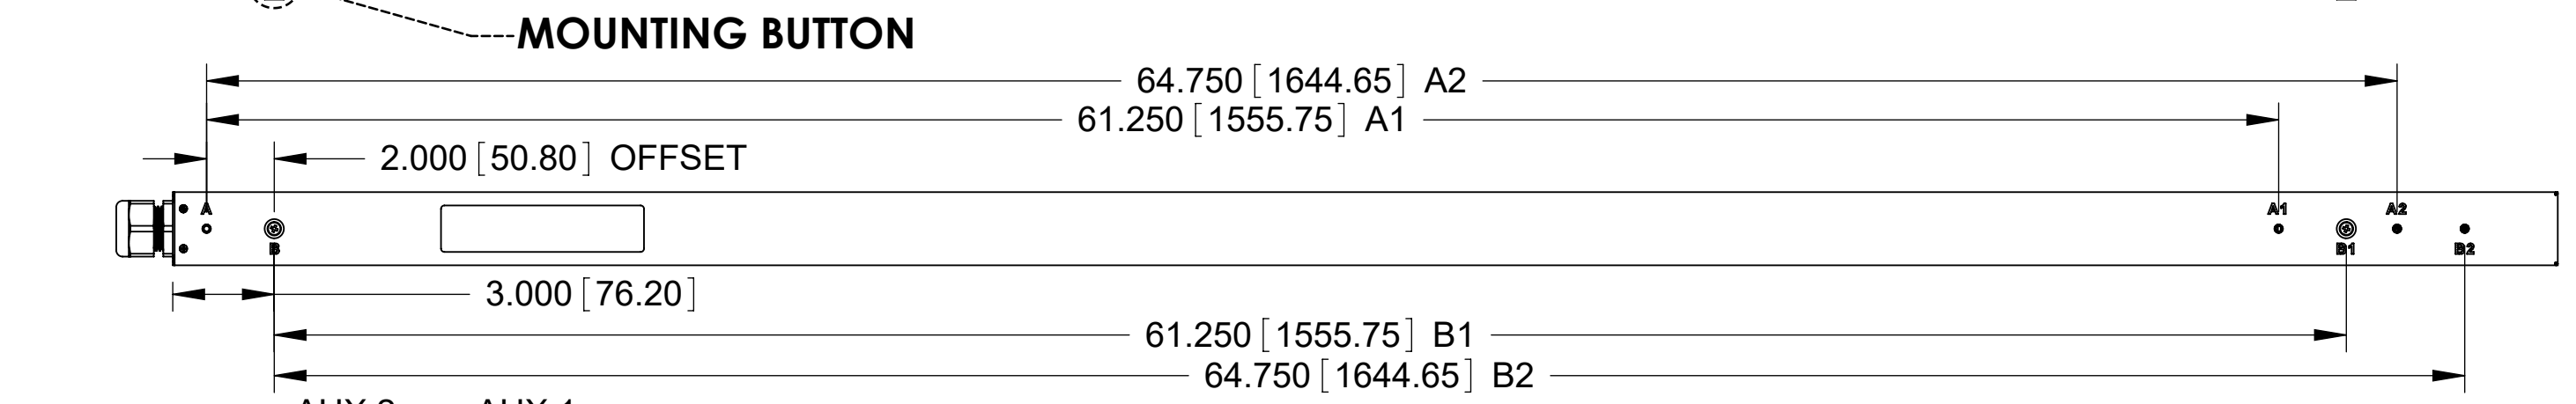 MOUNTING BUTTON
64.750 [1644.65] A2
61.250 [1555.75] A1
2.000 [50.80] OFFSET
A
A1
A2
B
B1
B2
3.000 [76.20]
61.250 [1555.75] B1
64.750 [1644.65] B2